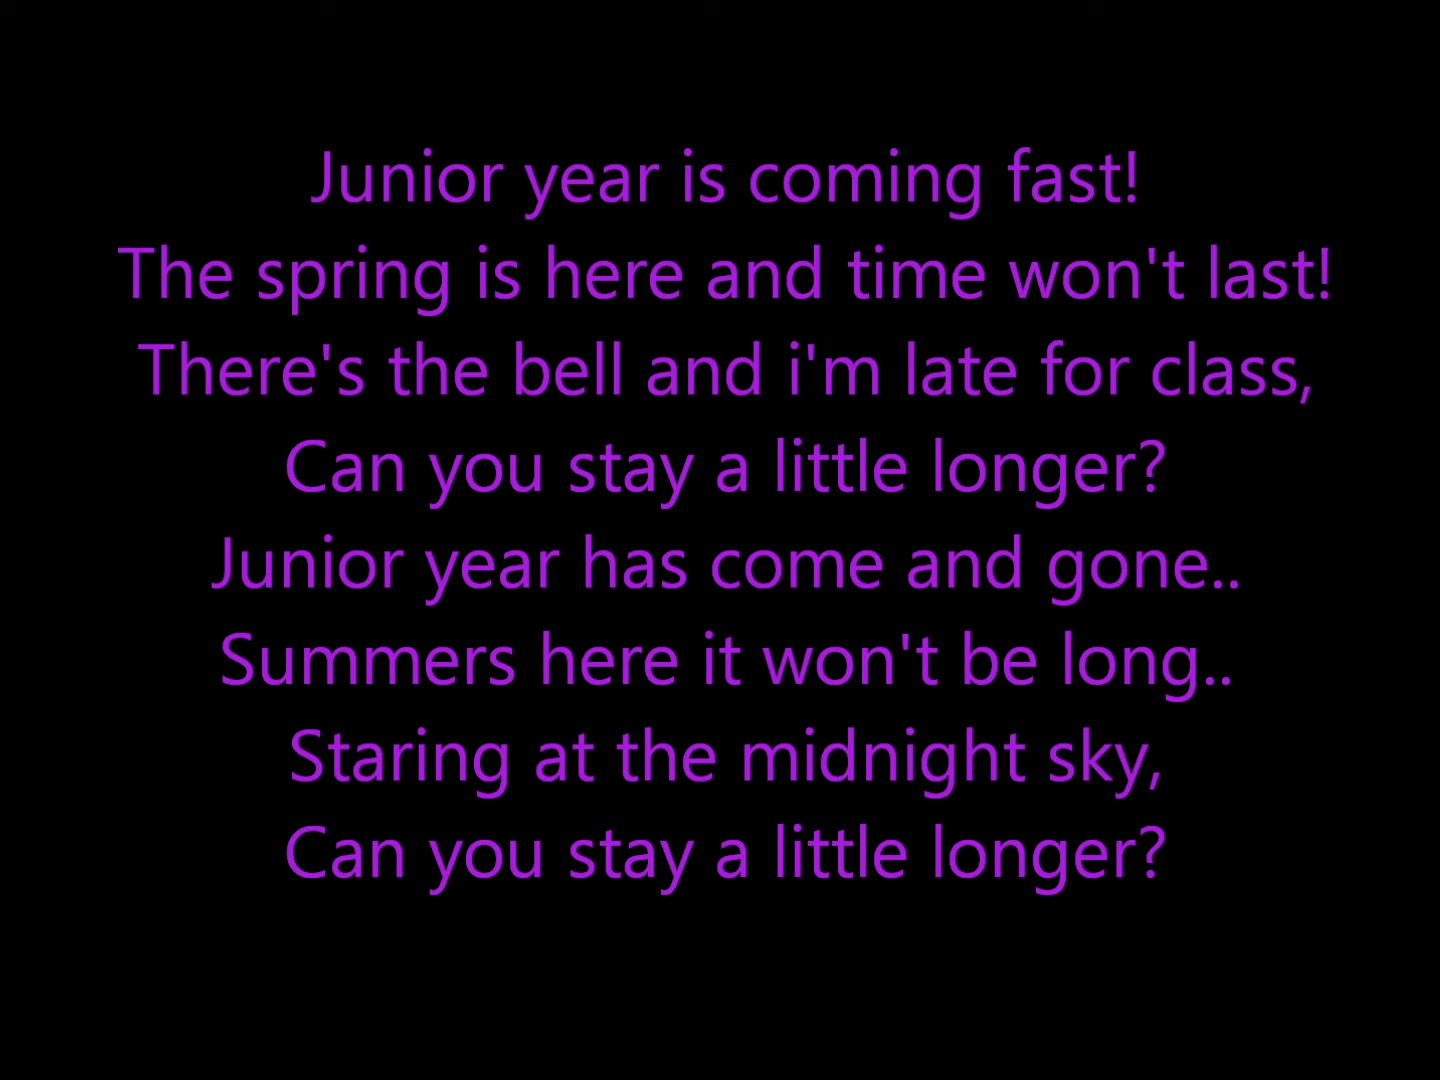 Junior year is coming fast!
The spring is here and time won't last!
There's the bell and i'm late for class,
Can you stay a little longer?
Junior year has come and gone..
Summers here it won't be long..
Staring at the midnight sky,
Can you stay a little longer?